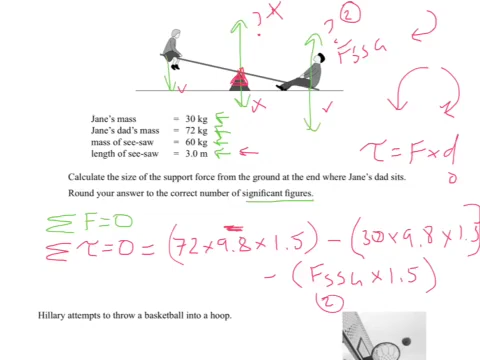 ? x ②
?
Fssg
✓ x ✓
Jane's mass = 30 kg
Jane's dad's mass = 72 kg
mass of see-saw = 60 kg
length of see-saw = 3.0 m
τ = F x d
0
Calculate the size of the support force from the ground at the end where Jane's dad sits.
Round your answer to the correct number of significant figures.
Σ F = 0
Σ τ = 0 = (72 x 9.8 x 1.5) - (30 x 9.8 x 1.5)
- (Fssg x 1.5)
②
Hillary attempts to throw a basketball into a hoop.